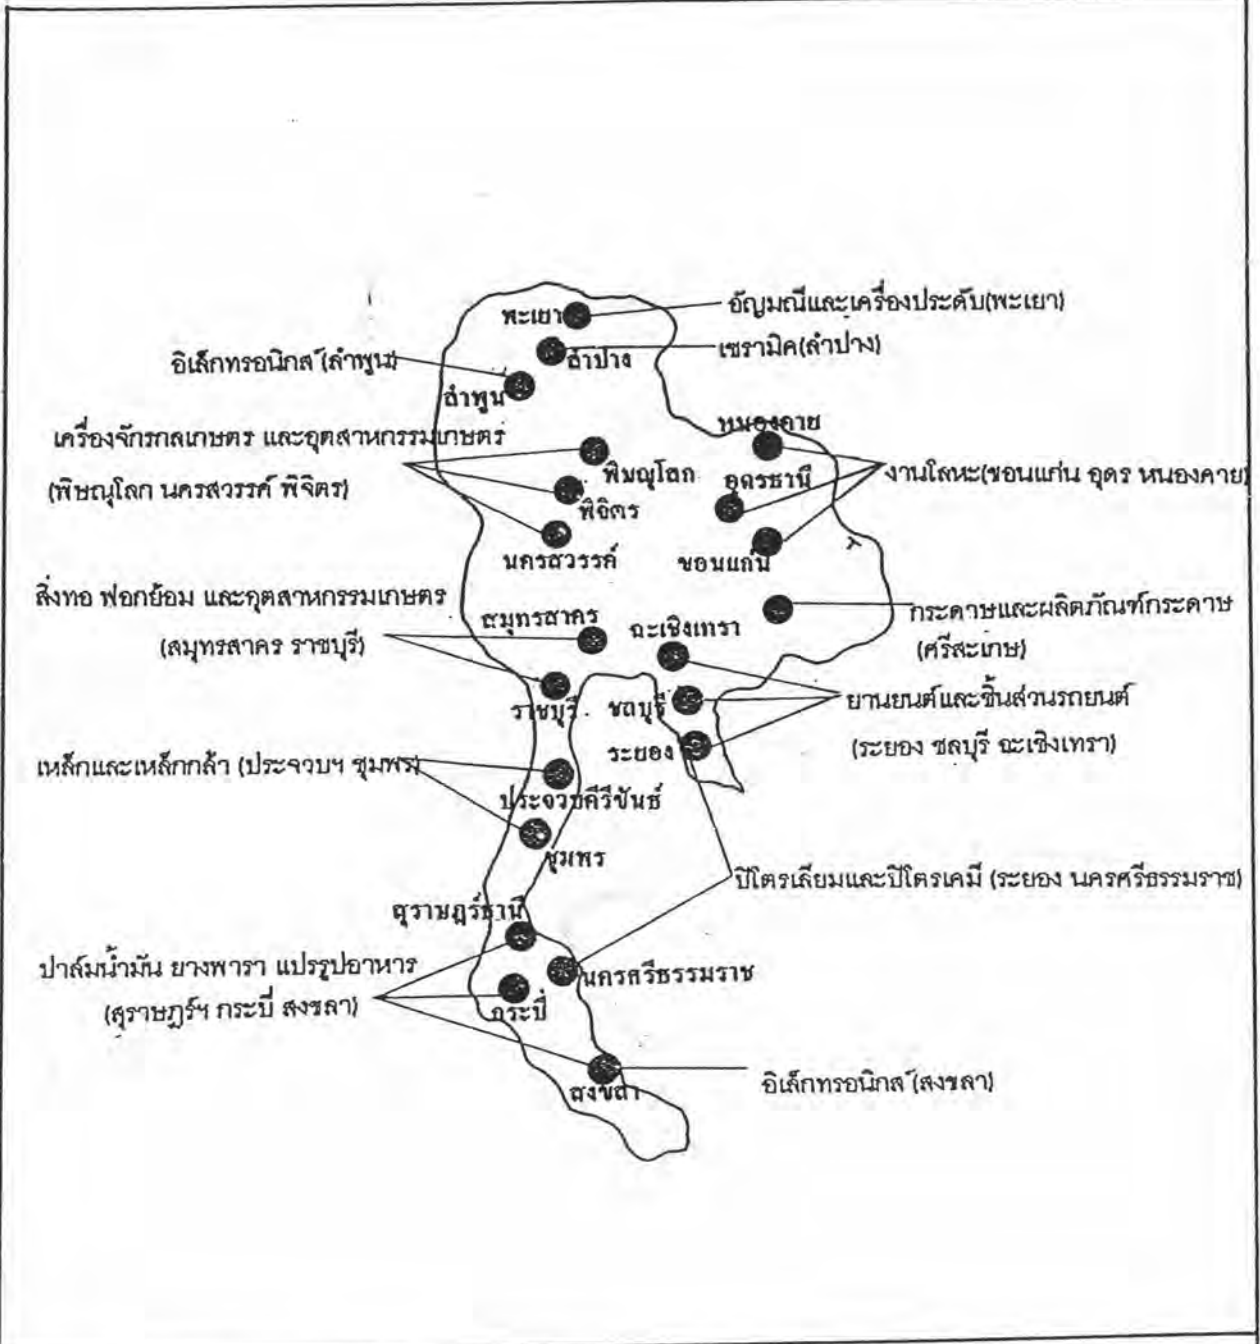 อัญมณีและเครื่องประดับ(พะเยา)
พะเยา
เซรามิค(ลำปาง)
ลำปาง
อิเล็กทรอนิกส์ (ลำพูน)
ลำพูน
หนองคาย
เครื่องจักรกลเกษตร และอุตสาหกรรมเกษตร
(พิษณุโลก นครสวรรค์ พิจิตร)
พิษณุโลก
อุดรธานี
งานโลหะ(ขอนแก่น อุดร หนองคาย)
พิจิตร
นครสวรรค์
ขอนแก่น
สิ่งทอ ฟอกย้อม และอุตสาหกรรมเกษตร
(สมุทรสาคร ราชบุรี)
สมุทรสาคร
ฉะเชิงเทรา
กระดาษและผลิตภัณฑ์กระดาษ
(ศรีสะเกษ)
ราชบุรี
ชลบุรี
ยานยนต์และชิ้นส่วนรถยนต์
(ระยอง ชลบุรี ฉะเชิงเทรา)
ระยอง
เหล็กและเหล็กกล้า (ประจวบฯ ชุมพร)
ประจวบคีรีขันธ์
ชุมพร
ปิโตรเลียมและปิโตรเคมี (ระยอง นครศรีธรรมราช)
สุราษฎร์ธานี
ปาล์มน้ำมัน ยางพารา แปรรูปอาหาร
(สุราษฎร์ฯ กระบี่ สงขลา)
นครศรีธรรมราช
กระบี่
สงขลา
อิเล็กทรอนิกส์ (สงขลา)